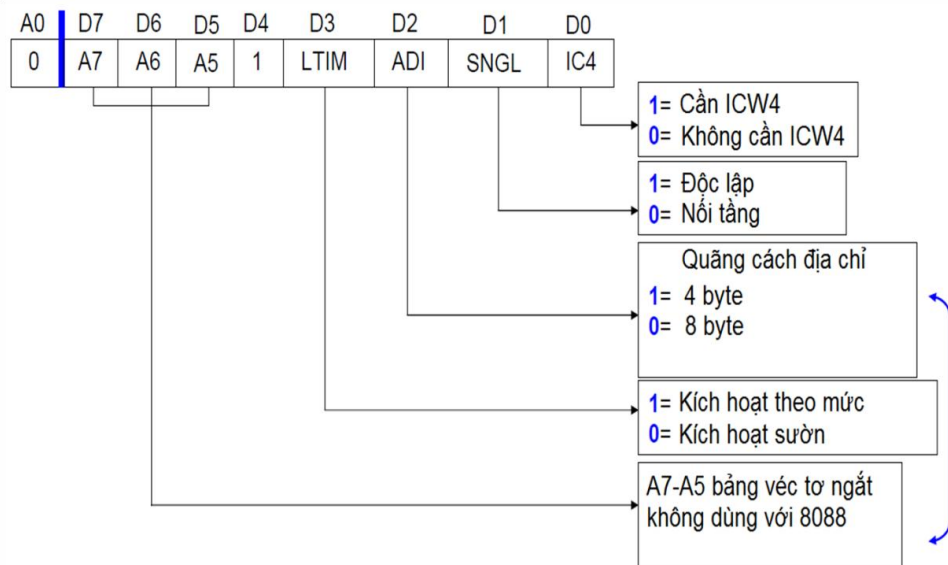 A0 D7 D6 D5 D4 D3 D2 D1 D0
0 A7 A6 A5 1 LTIM ADI SNGL IC4
1= Cần ICW4
0= Không cần ICW4
1= Độc lập
0= Nối tầng
Quãng cách địa chỉ
1= 4 byte
0= 8 byte
1= Kích hoạt theo mức
0= Kích hoạt sườn
A7-A5 bảng véc tơ ngắt
không dùng với 8088